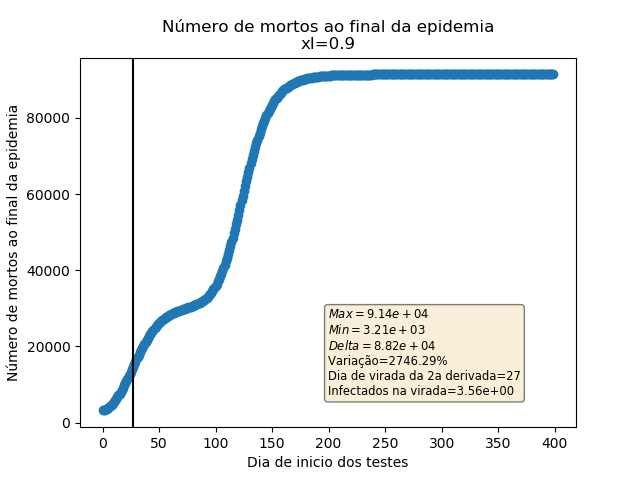 Número de mortos ao final da epidemia
xl=0.9
Número de mortos ao final da epidemia
80000
60000
40000
20000
0
Max = 9.14e + 04
Min = 3.21e + 03
Delta = 8.82e + 04
Variação=2746.29%
Dia de virada da 2a derivada=27
Infectados na virada=3.56e+00
0 50 100 150 200 250 300 350 400
Dia de inicio dos testes